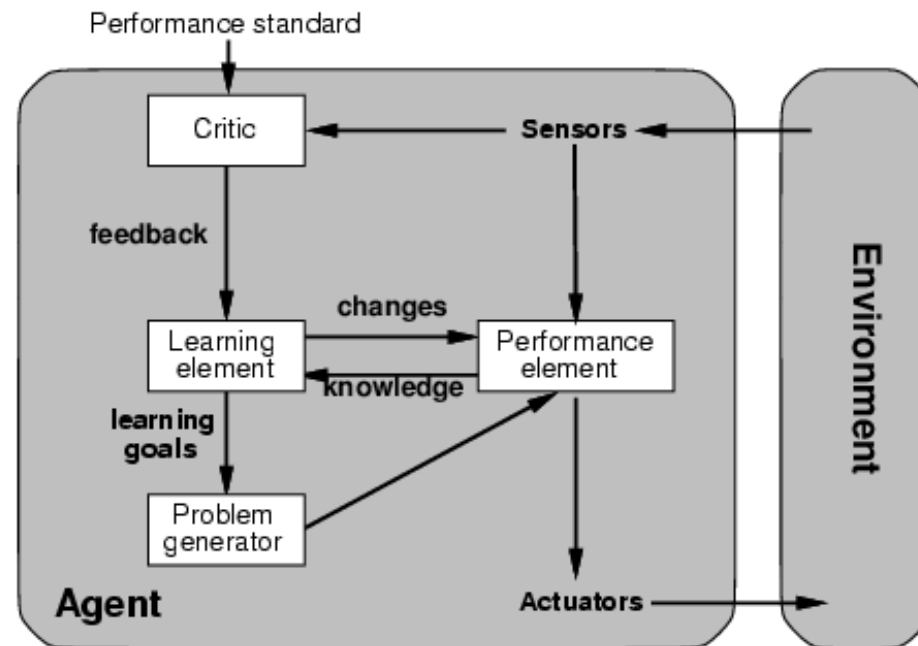 Performance standard
Critic
Sensors
feedback
changes
Learning
element
Performance
element
knowledge
learning
goals
Problem
generator
Agent
Actuators
Environment